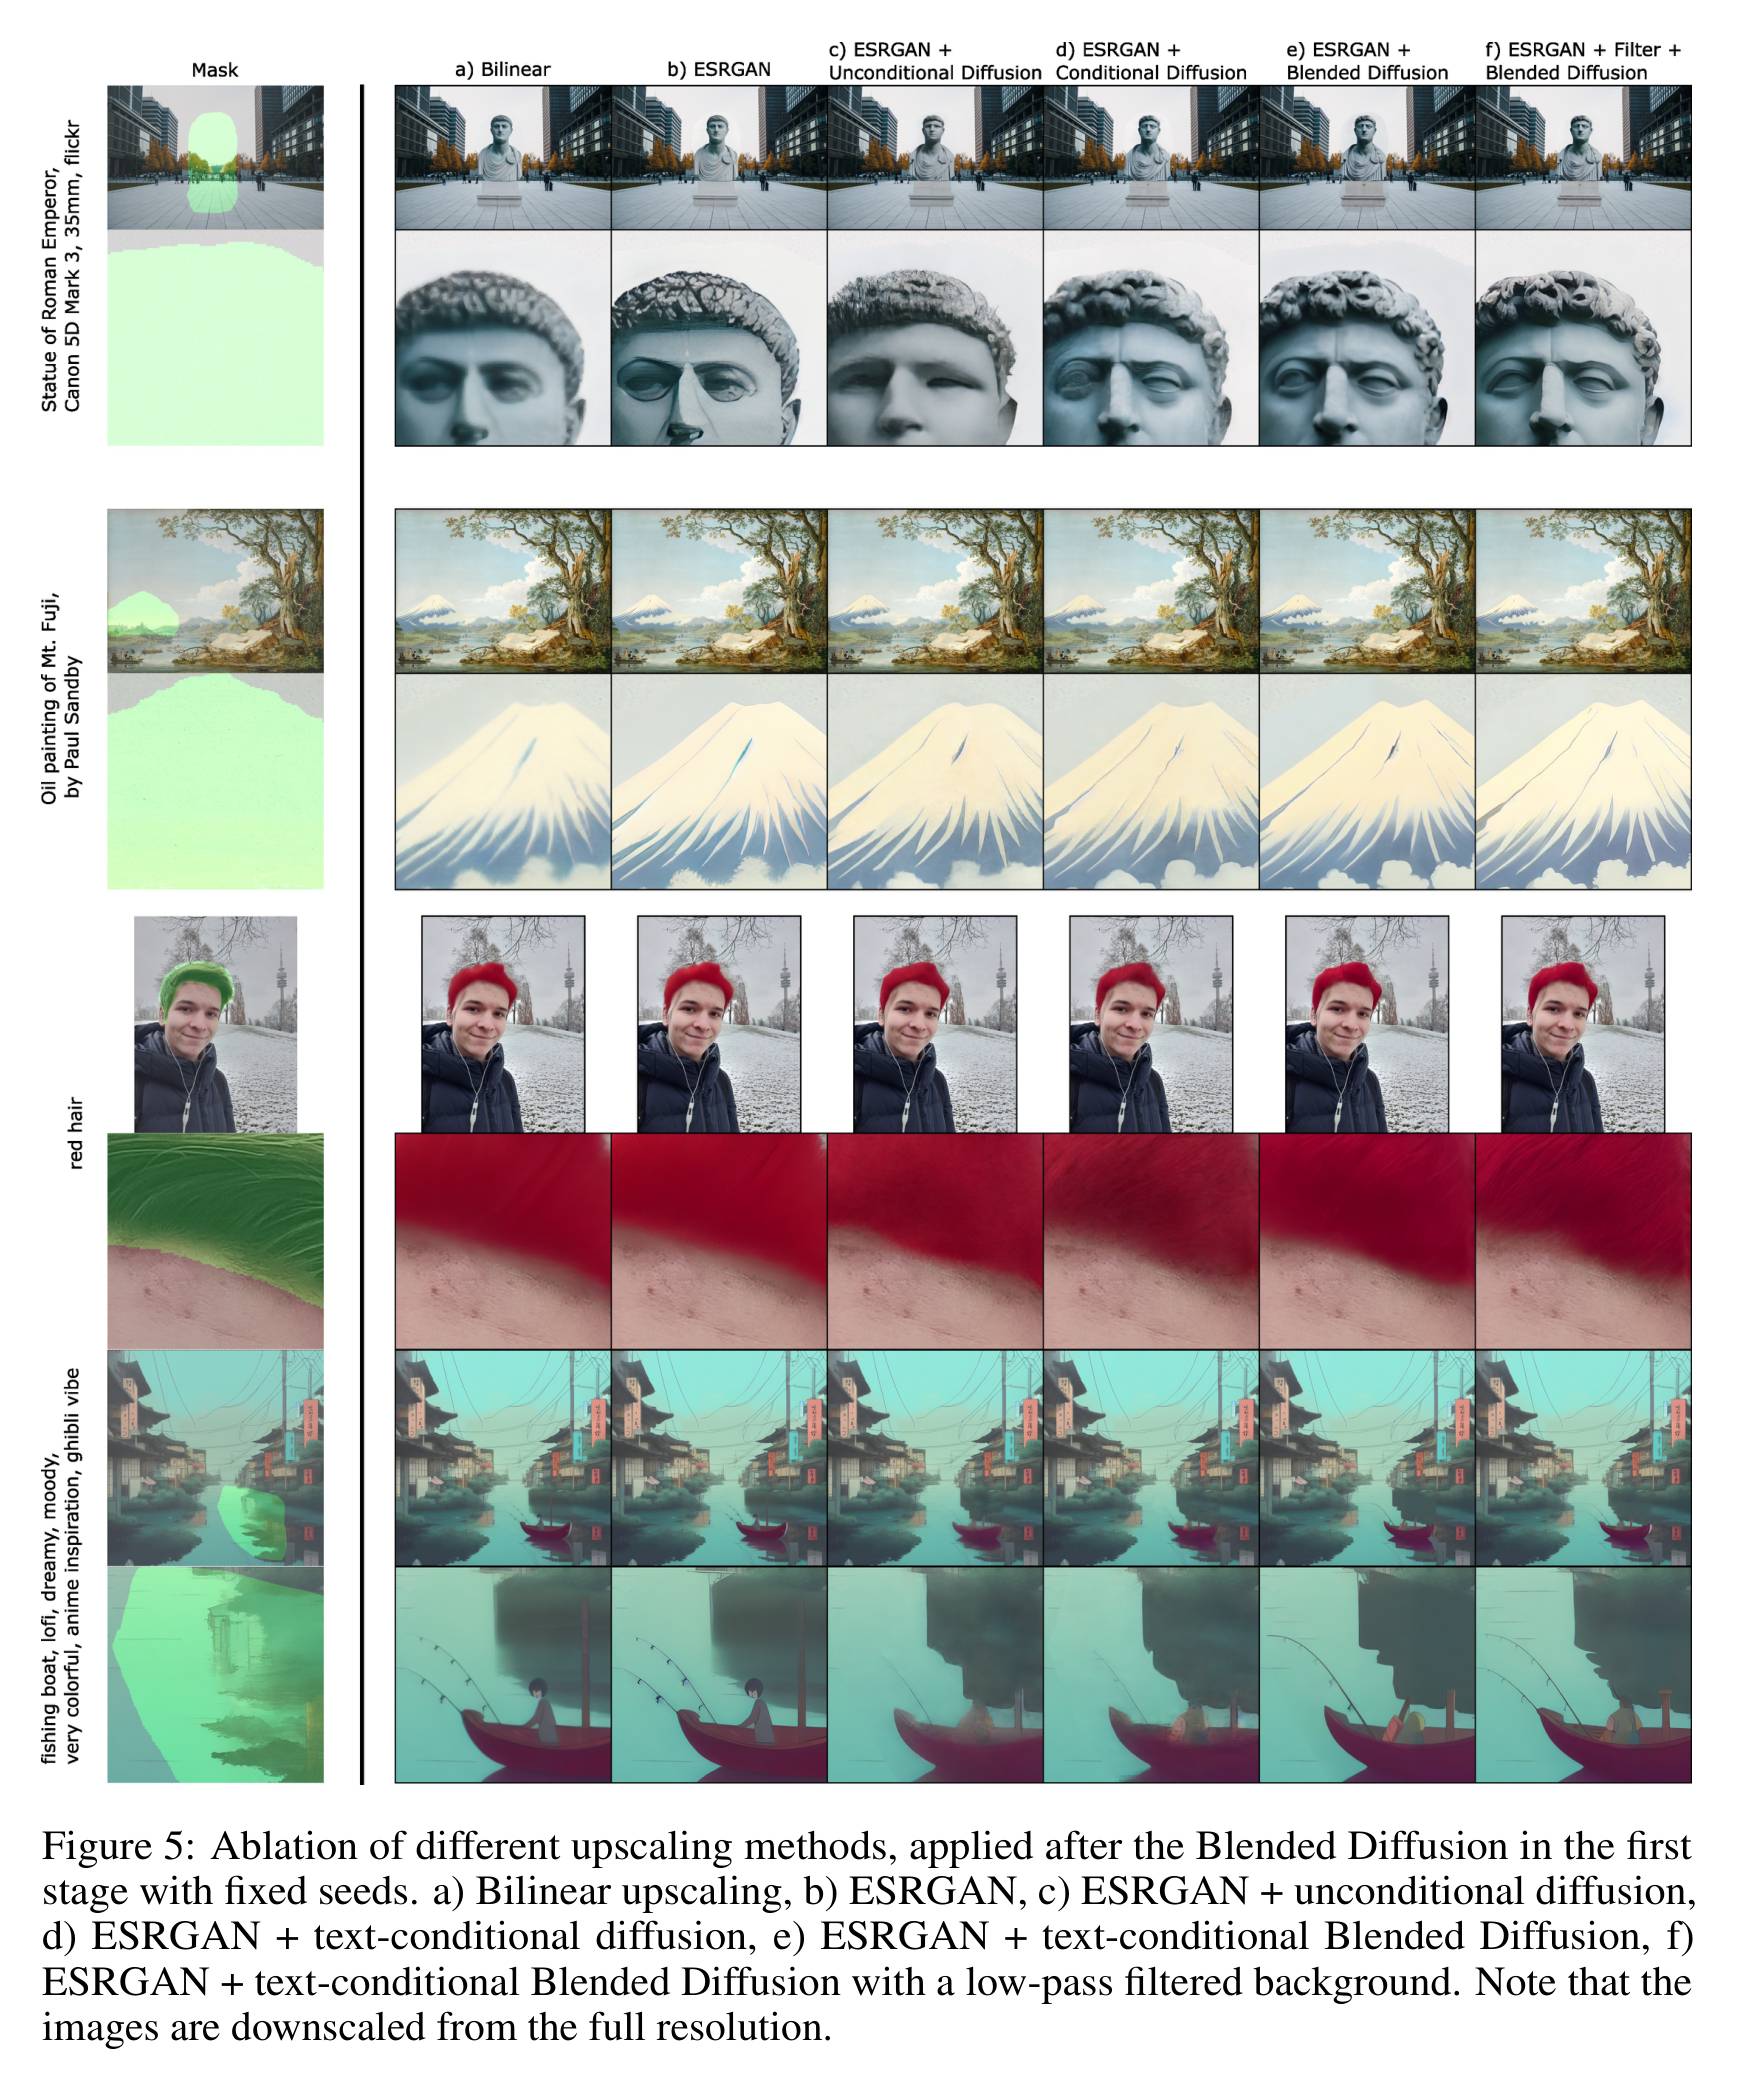 Mask
a) Bilinear
b) ESRGAN
c) ESRGAN +
Unconditional Diffusion
d) ESRGAN +
Conditional Diffusion
e) ESRGAN +
Blended Diffusion
f) ESRGAN + Filter +
Blended Diffusion
Statue of Roman Emperor,
Canon 5D Mark 3, 35mm, flickr
Oil painting of Mt. Fuji,
by Paul Sandby
red hair
fishing boat, lofi, dreamy, moody,
very colorful, anime inspiration, ghibli vibe
Figure 5: Ablation of different upscaling methods, applied after the Blended Diffusion in the first
stage with fixed seeds. a) Bilinear upscaling, b) ESRGAN, c) ESRGAN + unconditional diffusion,
d) ESRGAN + text-conditional diffusion, e) ESRGAN + text-conditional Blended Diffusion, f)
ESRGAN + text-conditional Blended Diffusion with a low-pass filtered background. Note that the
images are downscaled from the full resolution.